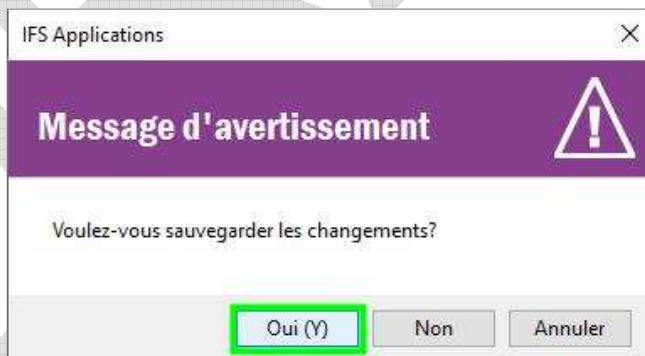 IFS Applications
Message d'avertissement
Voulez-vous sauvegarder les changements?
Oui (Y) Non Annuler